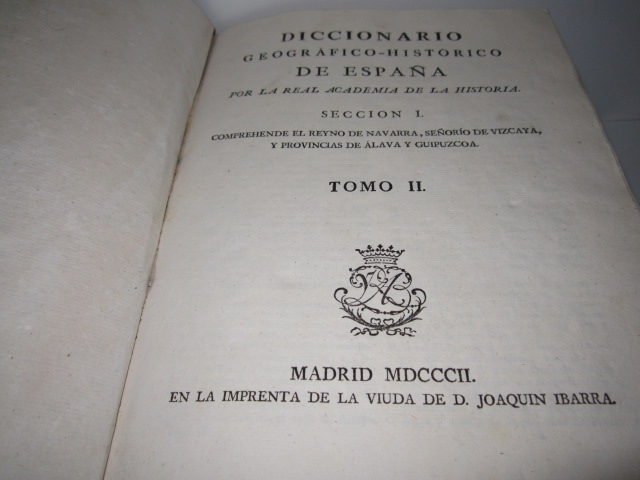 DICCIONARIO
GEOGRÁFICO-HISTÓRICO
DE ESPAÑA
POR LA REAL ACADEMIA DE LA HISTORIA.
SECCION I.
COMPREHENDE EL REYNO DE NAVARRA, SEÑORÍO DE VIZCAYA,
Y PROVINCIAS DE ÁLAVA Y GUIPUZCOA.
TOMO II.
MADRID MDCCCII.
EN LA IMPRENTA DE LA VIUDA DE D. JOAQUIN IBARRA.